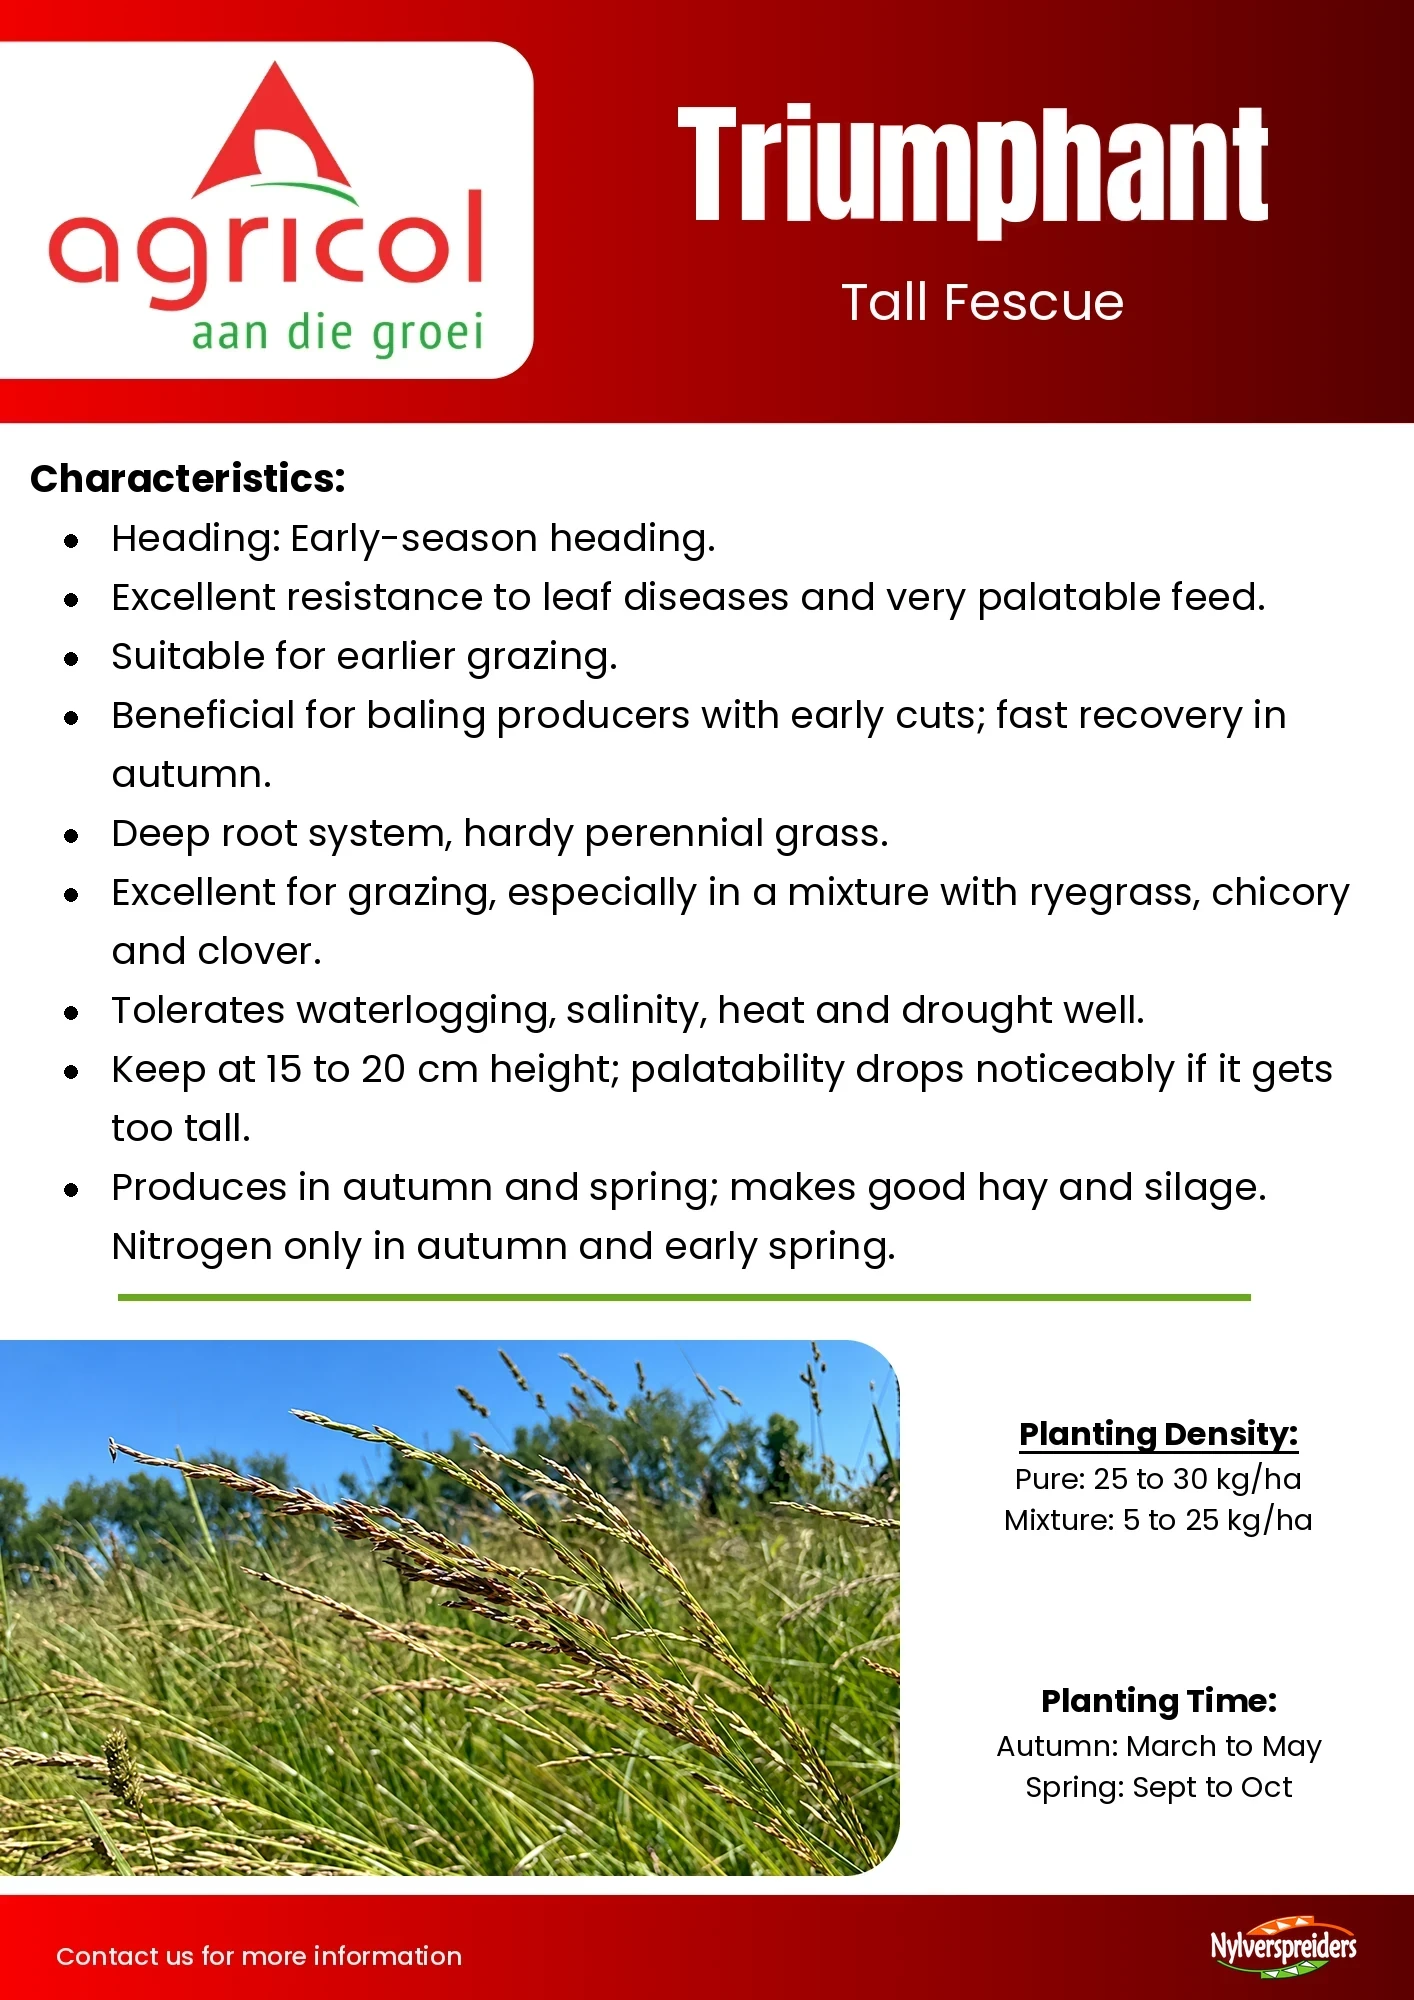 agricol
aan die groei
Triumphant
Tall Fescue
Characteristics:
• Heading: Early-season heading.
• Excellent resistance to leaf diseases and very palatable feed.
• Suitable for earlier grazing.
• Beneficial for baling producers with early cuts; fast recovery in
autumn.
• Deep root system, hardy perennial grass.
• Excellent for grazing, especially in a mixture with ryegrass, chicory
and clover.
• Tolerates waterlogging, salinity, heat and drought well.
• Keep at 15 to 20 cm height; palatability drops noticeably if it gets
too tall.
• Produces in autumn and spring; makes good hay and silage.
Nitrogen only in autumn and early spring.
Planting Density:
Pure: 25 to 30 kg/ha
Mixture: 5 to 25 kg/ha
Planting Time:
Autumn: March to May
Spring: Sept to Oct
Contact us for more information
Nylverspreiders